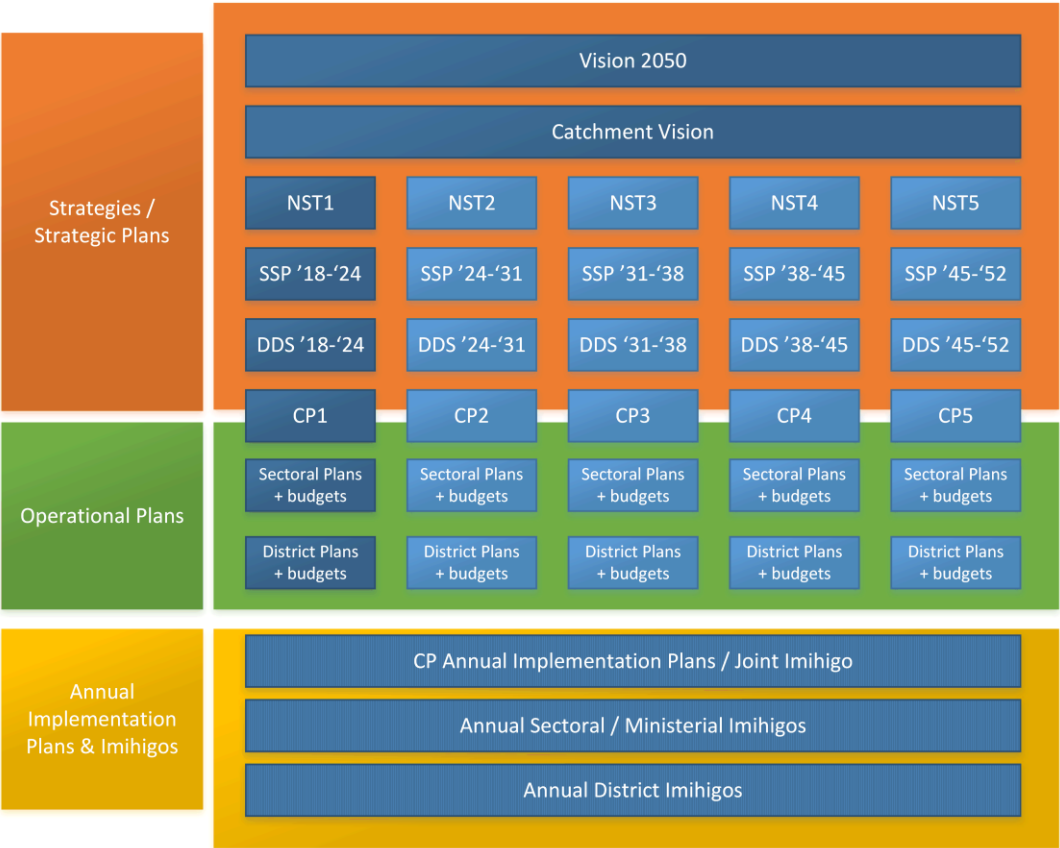 Vision 2050
Catchment Vision
Strategies /
Strategic Plans
NST1
NST2
NST3
NST4
NST5
SSP ’18-‘24
SSP ’24-‘31
SSP ’31-‘38
SSP ’38-‘45
SSP ’45-‘52
DDS ’18-‘24
DDS ’24-‘31
DDS ’31-‘38
DDS ’38-‘45
DDS ’45-‘52
CP1
CP2
CP3
CP4
CP5
Operational Plans
Sectoral Plans
+ budgets
Sectoral Plans
+ budgets
Sectoral Plans
+ budgets
Sectoral Plans
+ budgets
Sectoral Plans
+ budgets
District Plans
+ budgets
District Plans
+ budgets
District Plans
+ budgets
District Plans
+ budgets
District Plans
+ budgets
Annual
Implementation
Plans & Imihigos
CP Annual Implementation Plans / Joint Imihigo
Annual Sectoral / Ministerial Imihigos
Annual District Imihigos